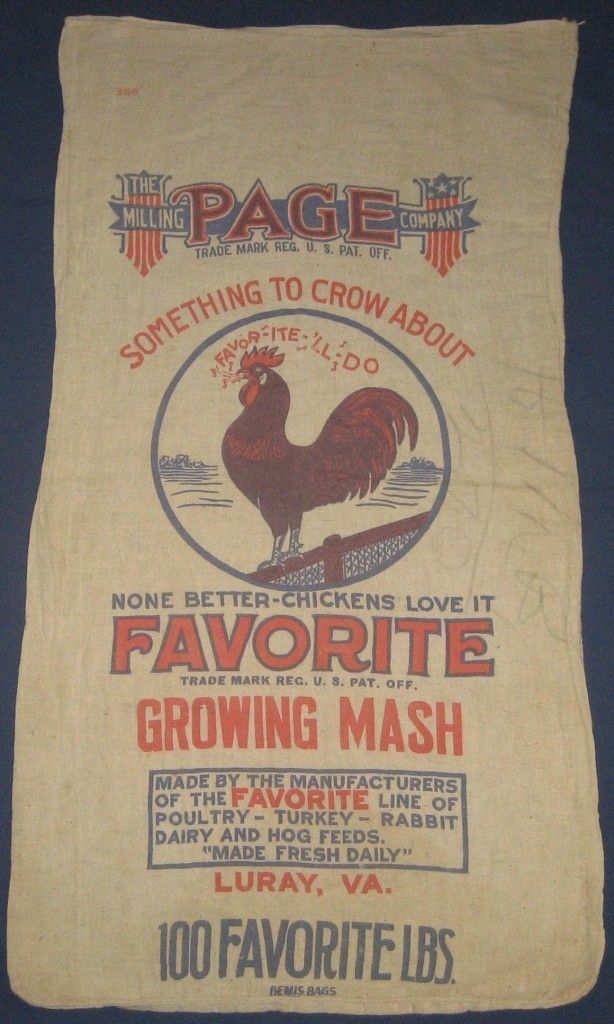 356
THE
MILLING PAGE COMPANY
TRADE MARK REG. U. S. PAT. OFF.
SOMETHING TO CROW ABOUT
FAVOR-ITE-'LL-DO
NONE BETTER-CHICKENS LOVE IT
FAVORITE
TRADE MARK REG. U. S. PAT. OFF.
GROWING MASH
MADE BY THE MANUFACTURERS
OF THE FAVORITE LINE OF
POULTRY - TURKEY - RABBIT
DAIRY AND HOG FEEDS.
"MADE FRESH DAILY"
LURAY, VA.
100 FAVORITE LBS.
BEMIS BAGS